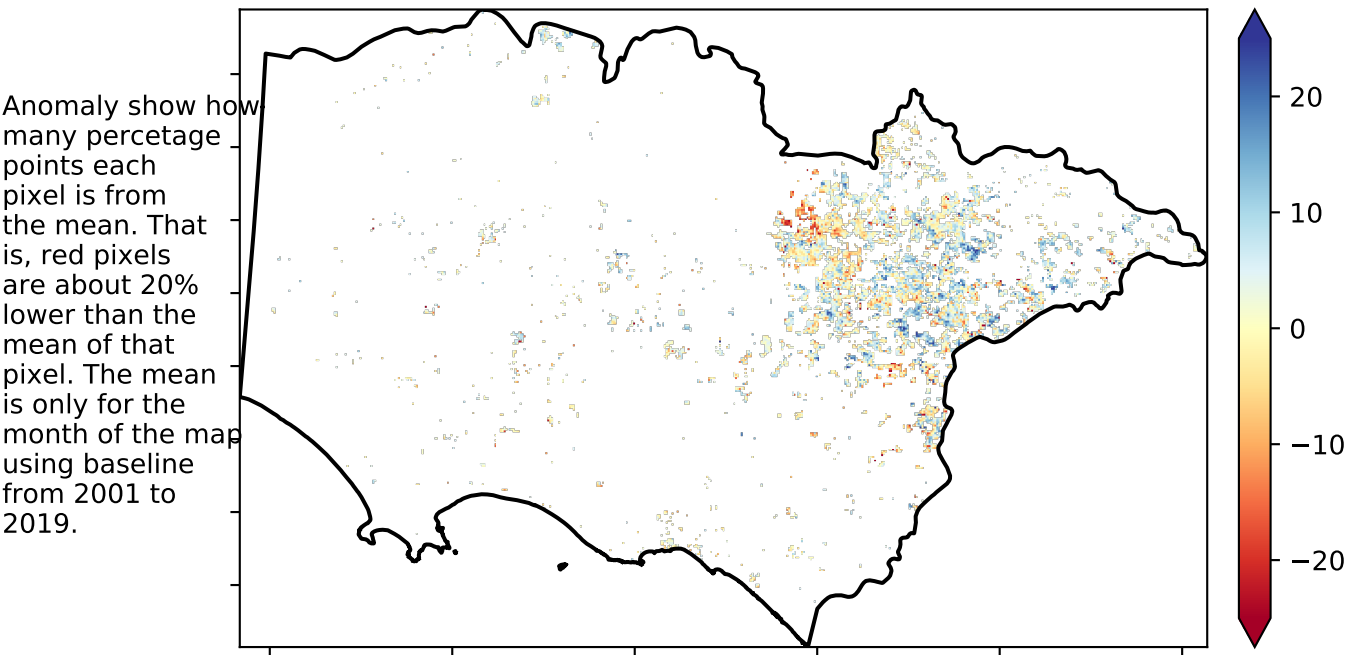 Anomaly show how
many percetage
points each
pixel is from
the mean. That
is, red pixels
are about 20%
lower than the
mean of that
pixel. The mean
is only for the
month of the map
using baseline
from 2001 to
2019.
20
10
0
−10
−20